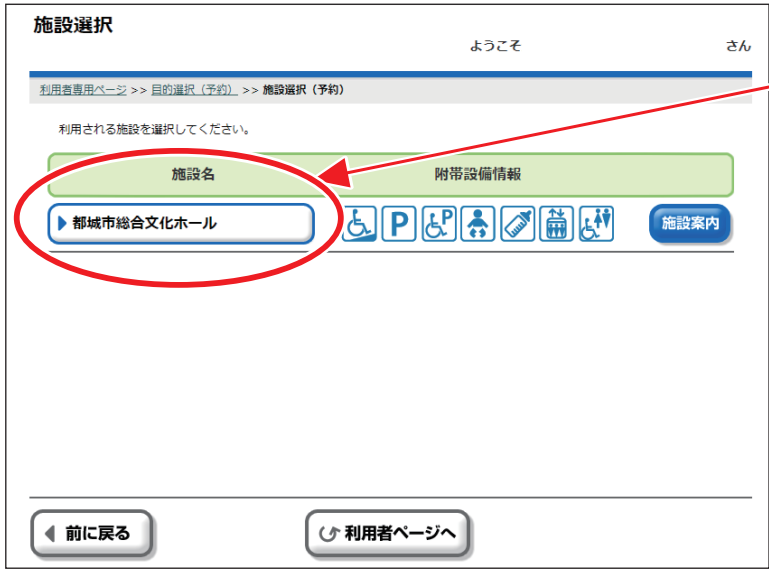 施設選択
ようこそ さん
利用者専用ページ >> 目的選択（予約） >> 施設選択（予約）
利用される施設を選択してください。
施設名 附帯設備情報
都城市総合文化ホール P P 施設案内
前に戻る 利用者ページへ